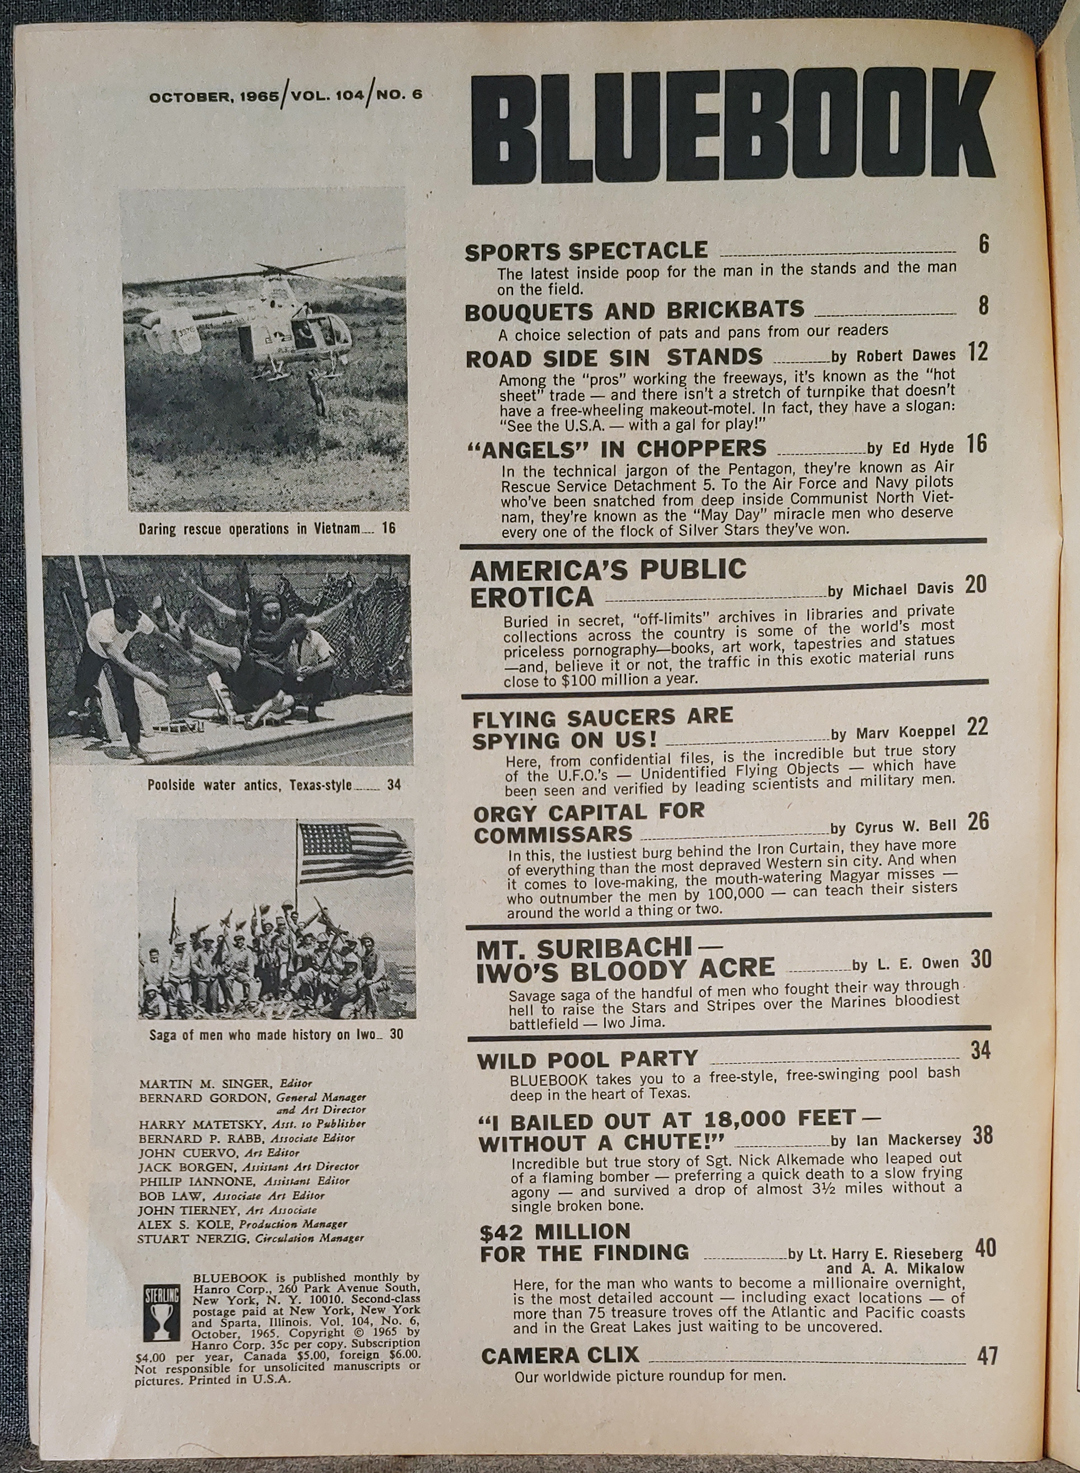 OCTOBER, 1965/VOL. 104/NO. 6
BLUEBOOK
Daring rescue operations in Vietnam.... 16
Poolside water antics, Texas-style........ 34
Saga of men who made history on Iwo.. 30
MARTIN M. SINGER, Editor
BERNARD GORDON, General Manager
and Art Director
HARRY MATETSKY, Asst. to Publisher
BERNARD P. RABB, Associate Editor
JOHN CUERVO, Art Editor
JACK BORGEN, Assistant Art Director
PHILIP IANNONE, Assistant Editor
BOB LAW, Associate Art Editor
JOHN TIERNEY, Art Associate
ALEX S. KOLE, Production Manager
STUART NERZIG, Circulation Manager
STERLING
BLUEBOOK is published monthly by
Hanro Corp., 260 Park Avenue South,
New York, N. Y. 10010. Second-class
postage paid at New York, New York
and Sparta, Illinois. Vol. 104, No. 6,
October, 1965. Copyright © 1965 by
Hanro Corp. 35c per copy. Subscription
$4.00 per year, Canada $5.00, foreign $6.00.
Not responsible for unsolicited manuscripts or
pictures. Printed in U.S.A.
SPORTS SPECTACLE 6
The latest inside poop for the man in the stands and the man
on the field.
BOUQUETS AND BRICKBATS 8
A choice selection of pats and pans from our readers
ROAD SIDE SIN STANDS by Robert Dawes 12
Among the “pros” working the freeways, it's known as the “hot
sheet” trade — and there isn't a stretch of turnpike that doesn't
have a free-wheeling makeout-motel. In fact, they have a slogan:
“See the U.S.A. — with a gal for play!”
“ANGELS” IN CHOPPERS by Ed Hyde 16
In the technical jargon of the Pentagon, they're known as Air
Rescue Service Detachment 5. To the Air Force and Navy pilots
who've been snatched from deep inside Communist North Viet-
nam, they're known as the “May Day” miracle men who deserve
every one of the flock of Silver Stars they've won.
AMERICA'S PUBLIC
EROTICA by Michael Davis 20
Buried in secret, “off-limits” archives in libraries and private
collections across the country is some of the world's most
priceless pornography—books, art work, tapestries and statues
—and, believe it or not, the traffic in this exotic material runs
close to $100 million a year.
FLYING SAUCERS ARE
SPYING ON US! by Marv Koeppel 22
Here, from confidential files, is the incredible but true story
of the U.F.O.'s — Unidentified Flying Objects — which have
been seen and verified by leading scientists and military men.
ORGY CAPITAL FOR
COMMISSARS by Cyrus W. Bell 26
In this, the lustiest burg behind the Iron Curtain, they have more
of everything than the most depraved Western sin city. And when
it comes to love-making, the mouth-watering Magyar misses —
who outnumber the men by 100,000 — can teach their sisters
around the world a thing or two.
MT. SURIBACHI—
IWO'S BLOODY ACRE by L. E. Owen 30
Savage saga of the handful of men who fought their way through
hell to raise the Stars and Stripes over the Marines bloodiest
battlefield — Iwo Jima.
WILD POOL PARTY 34
BLUEBOOK takes you to a free-style, free-swinging pool bash
deep in the heart of Texas.
“I BAILED OUT AT 18,000 FEET—
WITHOUT A CHUTE!” by Ian Mackersey 38
Incredible but true story of Sgt. Nick Alkemade who leaped out
of a flaming bomber — preferring a quick death to a slow frying
agony — and survived a drop of almost 3½ miles without a
single broken bone.
$42 MILLION
FOR THE FINDING by Lt. Harry E. Rieseberg 40
and A. A. Mikalow
Here, for the man who wants to become a millionaire overnight,
is the most detailed account — including exact locations — of
more than 75 treasure troves off the Atlantic and Pacific coasts
and in the Great Lakes just waiting to be uncovered.
CAMERA CLIX 47
Our worldwide picture roundup for men.